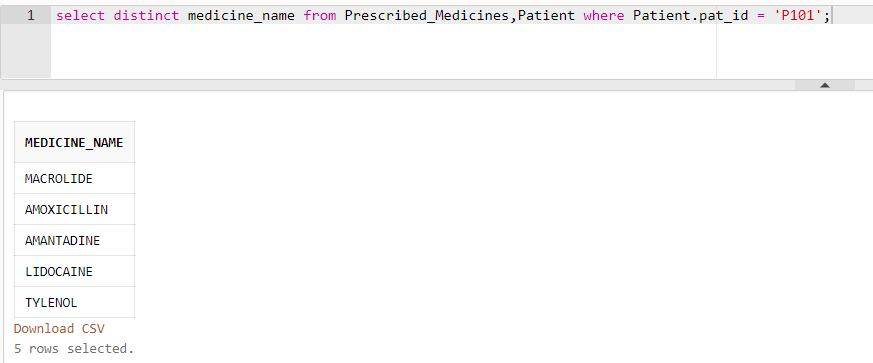 1 select distinct medicine_name from Prescribed_Medicines,Patient where Patient.pat_id = 'P101';
MEDICINE_NAME
MACROLIDE
AMOXICILLIN
AMANTADINE
LIDOCAINE
TYLENOL
Download CSV
5 rows selected.